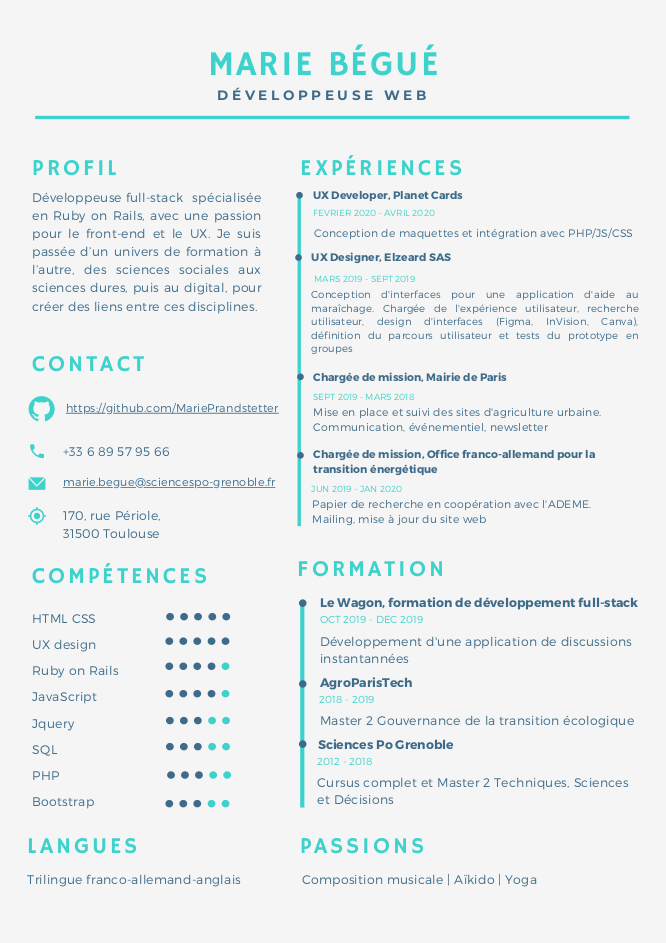 MARIE BÉGUÉ
DÉVELOPPEUSE WEB
PROFIL
Développeuse full-stack spécialisée
en Ruby on Rails, avec une passion
pour le front-end et le UX. Je suis
passée d'un univers de formation à
l'autre, des sciences sociales aux
sciences dures, puis au digital, pour
créer des liens entre ces disciplines.
CONTACT
https://github.com/MariePrandstetter
+33 6 89 57 95 66
marie.begue@sciencespo-grenoble.fr
170, rue Périole,
31500 Toulouse
COMPÉTENCES
HTML CSS
UX design
Ruby on Rails
JavaScript
Jquery
SQL
PHP
Bootstrap
LANGUES
Trilingue franco-allemand-anglais
EXPÉRIENCES
UX Developer, Planet Cards
FEVRIER 2020 - AVRIL 2020
Conception de maquettes et intégration avec PHP/JS/CSS
UX Designer, Elzeard SAS
MARS 2019 - SEPT 2019
Conception d'interfaces pour une application d'aide au
maraîchage. Chargée de l'expérience utilisateur, recherche
utilisateur, design d'interfaces (Figma, InVision, Canva),
définition du parcours utilisateur et tests du prototype en
groupes
Chargée de mission, Mairie de Paris
SEPT 2019 - MARS 2018
Mise en place et suivi des sites d'agriculture urbaine.
Communication, événementiel, newsletter
Chargée de mission, Office franco-allemand pour la
transition énergétique
JUN 2019 - JAN 2020
Papier de recherche en coopération avec l'ADEME.
Mailing, mise à jour du site web
FORMATION
Le Wagon, formation de développement full-stack
OCT 2019 - DEC 2019
Développement d'une application de discussions
instantannées
AgroParisTech
2018 - 2019
Master 2 Gouvernance de la transition écologique
Sciences Po Grenoble
2012 - 2018
Cursus complet et Master 2 Techniques, Sciences
et Décisions
PASSIONS
Composition musicale | Aïkido | Yoga